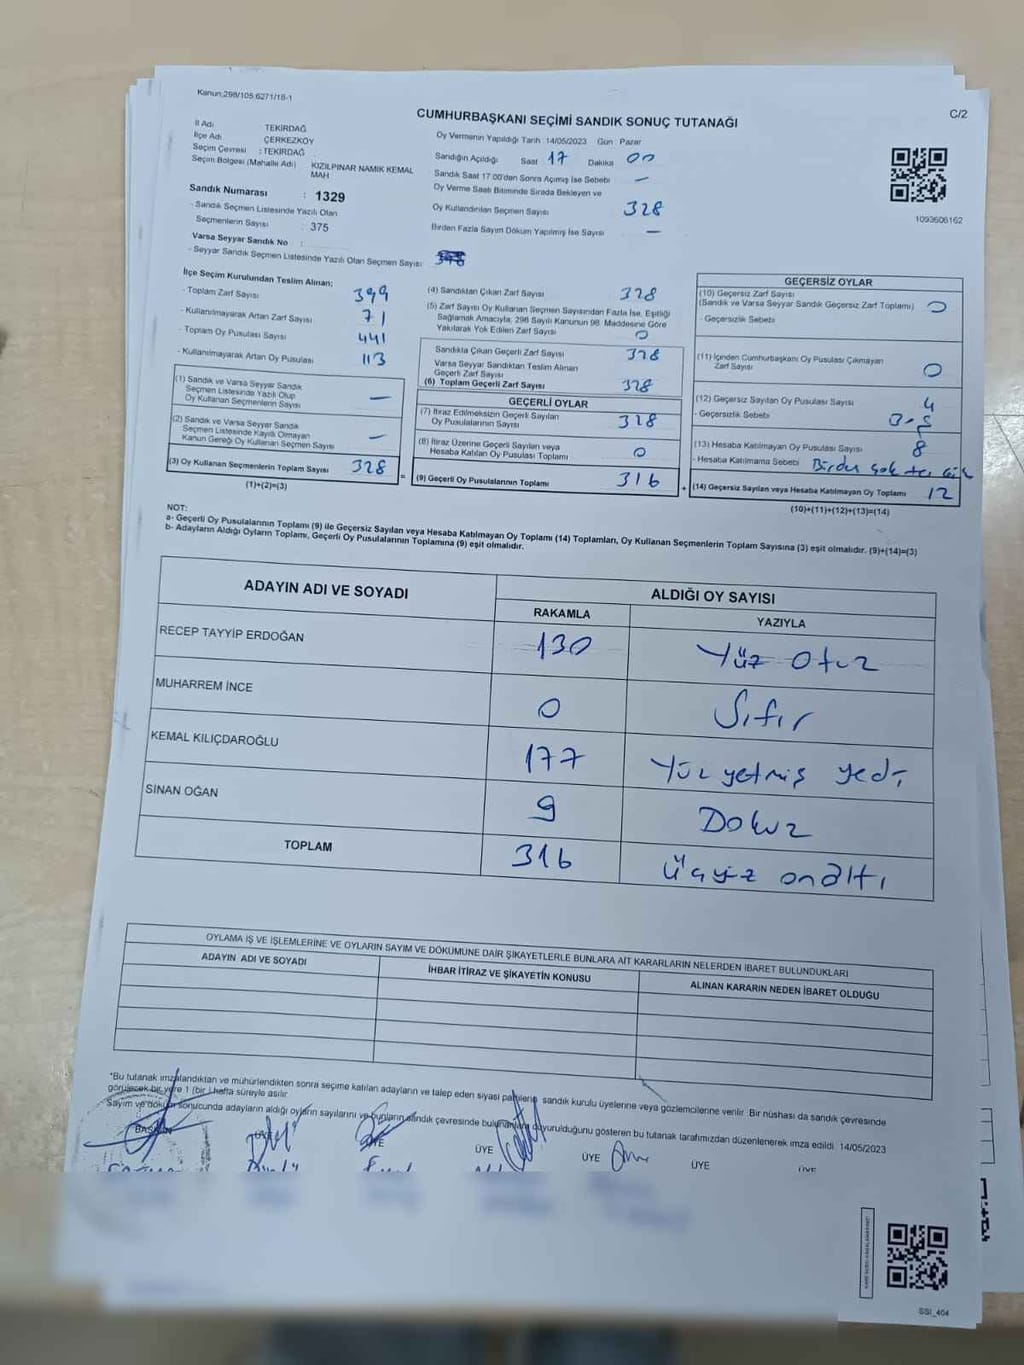 Kanun:298/105;6271/18-1
C/2
CUMHURBAŞKANI SEÇİMİ SANDIK SONUÇ TUTANAĞI
İl Adı : TEKİRDAĞ
İlçe Adı : ÇERKEZKÖY
Seçim Çevresi : TEKİRDAĞ
Seçim Bölgesi (Mahalle Adı) : KIZILPINAR NAMIK KEMAL MAH
Sandık Numarası : 1329
- Sandık Seçmen Listesinde Yazılı Olan
Seçmenlerin Sayısı : 375
Varsa Seyyar Sandık No :
- Seyyar Sandık Seçmen Listesinde Yazılı Olan Seçmen Sayısı
Oy Vermenin Yapıldığı Tarih :14/05/2023 Gün : Pazar
Sandığın Açıldığı Saat 17 Dakika 00
Sandık Saat 17:00'den Sonra Açılmış İse Sebebi —
Oy Verme Saati Bitiminde Sırada Bekleyen ve
Oy Kullandırılan Seçmen Sayısı 328
Birden Fazla Sayım Döküm Yapılmış İse Sayısı —
1093606162
İlçe Seçim Kurulundan Teslim Alınan;
- Toplam Zarf Sayısı 399
- Kullanılmayarak Artan Zarf Sayısı 71
- Toplam Oy Pusulası Sayısı 441
- Kullanılmayarak Artan Oy Pusulası 113
(1) Sandık ve Varsa Seyyar Sandık
Seçmen Listesinde Yazılı Olup
Oy Kullanan Seçmenlerin Sayısı —
(2) Sandık ve Varsa Seyyar Sandık
Seçmen Listesinde Kayıtlı Olmayan
Kanun Gereği Oy Kullanan Seçmen Sayısı —
(3) Oy Kullanan Seçmenlerin Toplam Sayısı 328
(1)+(2)=(3)
(4) Sandıktan Çıkan Zarf Sayısı 328
(5) Zarf Sayısı Oy Kullanan Seçmen Sayısından Fazla İse, Eşitliği
Sağlamak Amacıyla; 298 Sayılı Kanunun 98. Maddesine Göre
Yakılarak Yok Edilen Zarf Sayısı 0
Sandıkta Çıkan Geçerli Zarf Sayısı 328
Varsa Seyyar Sandıktan Teslim Alınan
Geçerli Zarf Sayısı
(6) Toplam Geçerli Zarf Sayısı 328
GEÇERLİ OYLAR
(7) İtiraz Edilmeksizin Geçerli Sayılan
Oy Pusulalarının Sayısı 328
(8) İtiraz Üzerine Geçerli Sayılan veya
Hesaba Katılan Oy Pusulası Toplamı 0
=
(9) Geçerli Oy Pusulalarının Toplamı 316
+
GEÇERSİZ OYLAR
(10) Geçersiz Zarf Sayısı
(Sandık ve Varsa Seyyar Sandık Geçersiz Zarf Toplamı) 0
- Geçersizlik Sebebi
(11) İçinden Cumhurbaşkanı Oy Pusulası Çıkmayan
Zarf Sayısı 0
(12) Geçersiz Sayılan Oy Pusulası Sayısı 4
- Geçersizlik Sebebi
(13) Hesaba Katılmayan Oy Pusulası Sayısı 8
- Hesaba Katılmama Sebebi Birden çok
(14) Geçersiz Sayılan veya Hesaba Katılmayan Oy Toplamı 12
(10)+(11)+(12)+(13)=(14)
NOT:
a- Geçerli Oy Pusulalarının Toplamı (9) ile Geçersiz Sayılan veya Hesaba Katılmayan Oy Toplamı (14) Toplamları, Oy Kullanan Seçmenlerin Toplam Sayısına (3) eşit olmalıdır. (9)+(14)=(3)
b- Adayların Aldığı Oyların Toplamı, Geçerli Oy Pusulalarının Toplamına (9) eşit olmalıdır.
ADAYIN ADI VE SOYADI
ALDIĞI OY SAYISI
RAKAMLA YAZIYLA
RECEP TAYYİP ERDOĞAN 130 Yüz Otuz
MUHARREM İNCE 0 Sıfır
KEMAL KILIÇDAROĞLU 177 Yüz yetmiş yedi
SİNAN OĞAN 9 Dokuz
TOPLAM 316 üçyüz onaltı
OYLAMA İŞ VE İŞLEMLERİNE VE OYLARIN SAYIM VE DÖKÜMÜNE DAİR ŞİKAYETLERLE BUNLARA AİT KARARLARIN NELERDEN İBARET BULUNDUKLARI
ADAYIN ADI VE SOYADI
İHBAR İTİRAZ VE ŞİKAYETİN KONUSU
ALINAN KARARIN NEDEN İBARET OLDUĞU
*Bu tutanak imzalandıktan ve mühürlendikten sonra seçime katılan adayların ve talep eden siyasi partilerin sandık kurulu üyelerine veya gözlemcilerine verilir. Bir nüshası da sandık çevresinde
görülecek bir yere 1 (bir) hafta süreyle asılır.
Sayım ve döküm sonucunda adayların aldığı oyların sayılarını ve bunların sandık çevresinde bulunanlara duyurulduğunu gösteren bu tutanak tarafımızdan düzenlenerek imza edildi. 14/05/2023
BAŞKAN ÜYE ÜYE ÜYE ÜYE ÜYE ÜYE
SSI_404